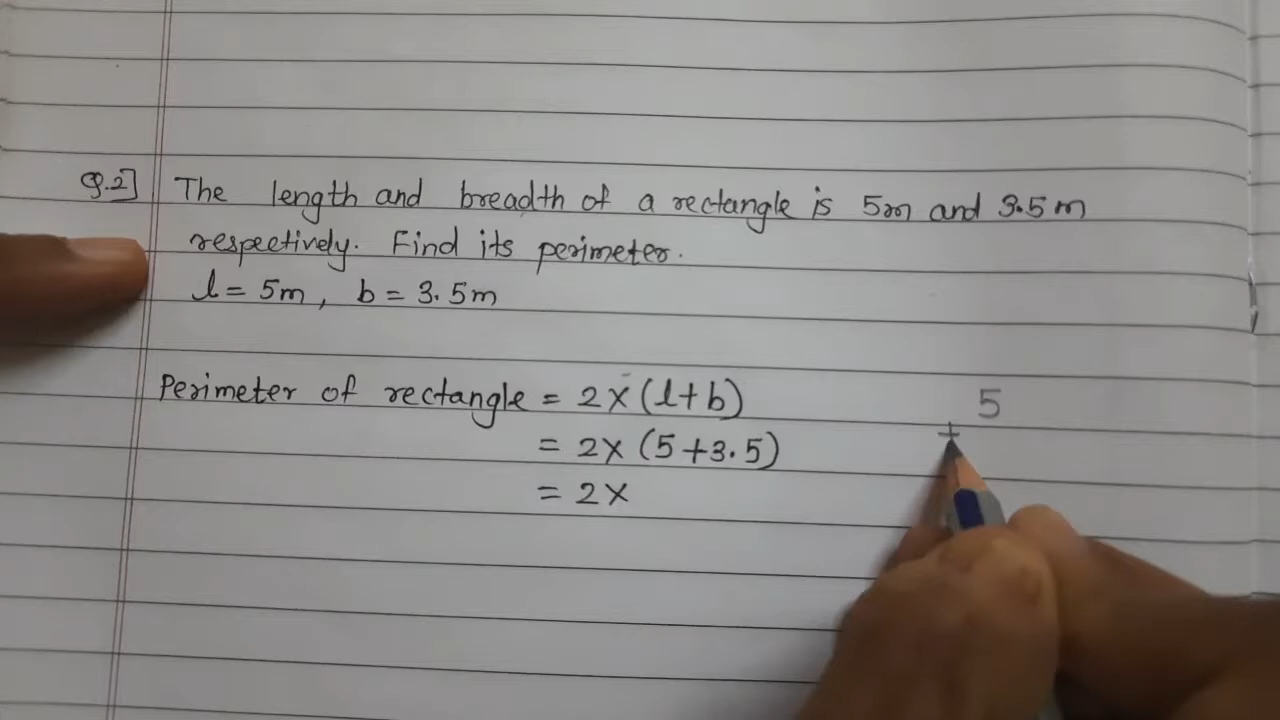 Q.2] The length and breadth of a rectangle is 5m and 3.5m
respectively. Find its perimeter.
l = 5m, b = 3.5m
Perimeter of rectangle = 2×(l+b)
= 2×(5+3.5)
= 2×
5
+